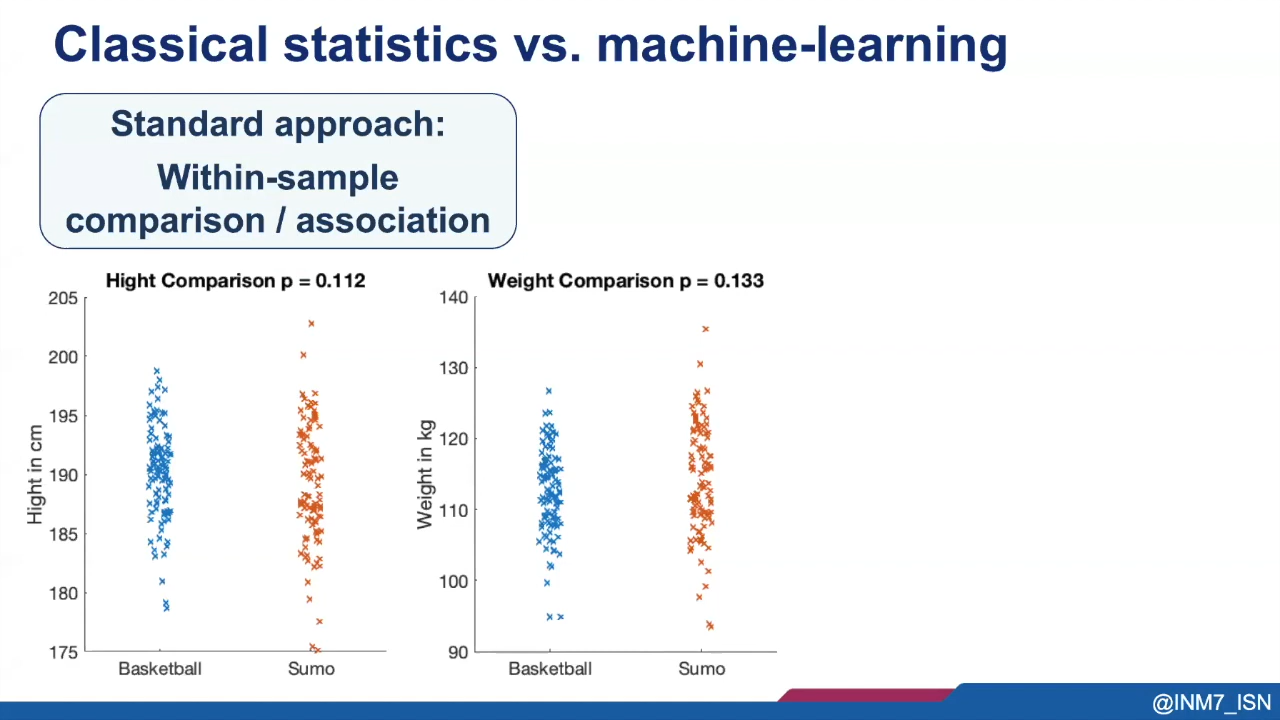 Classical statistics vs. machine-learning
Standard approach:
Within-sample
comparison / association
Hight Comparison p = 0.112
205
200
195
190
185
180
175
Hight in cm
Basketball
Sumo
Weight Comparison p = 0.133
140
130
120
110
100
90
Weight in kg
Basketball
Sumo
@INM7_ISN